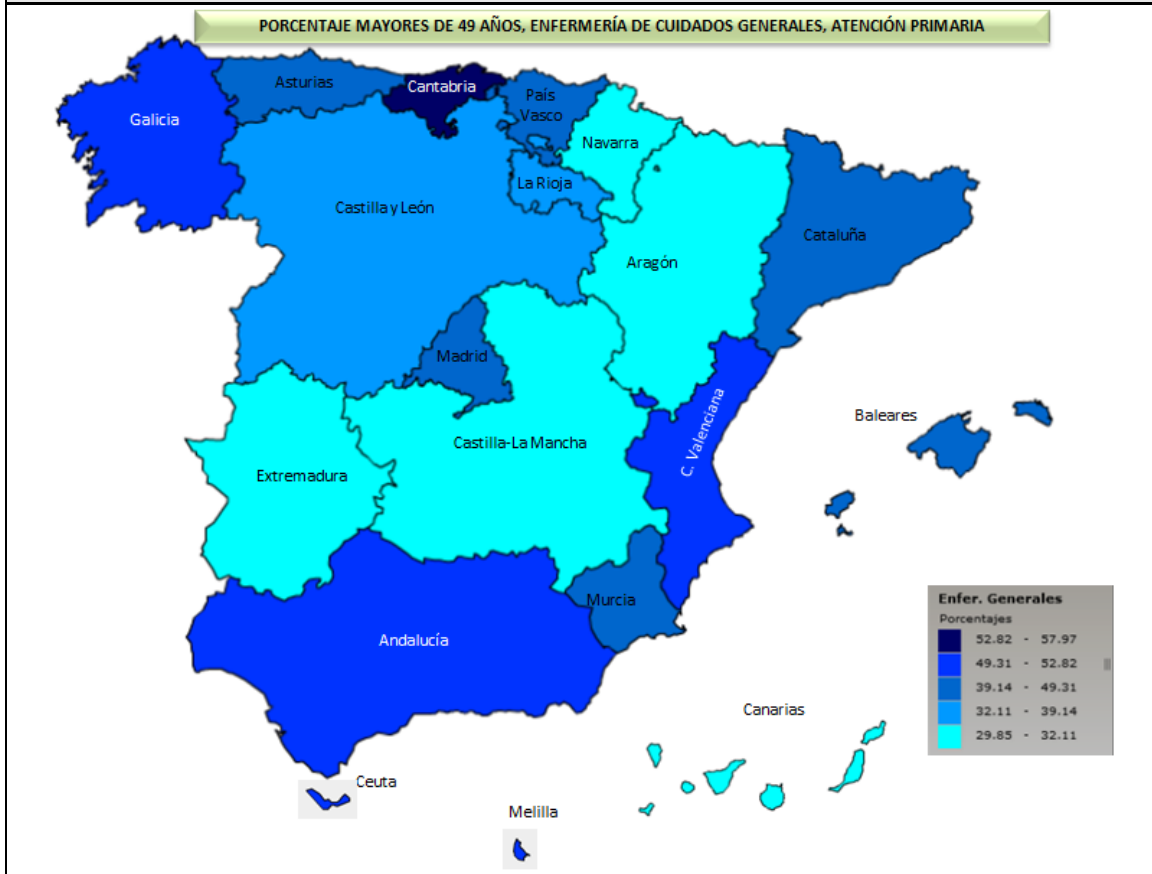 PORCENTAJE MAYORES DE 49 AÑOS, ENFERMERÍA DE CUIDADOS GENERALES, ATENCIÓN PRIMARIA
Asturias
Cantabria
País
Vasco
Galicia
Navarra
La Rioja
Castilla y León
Cataluña
Aragón
Madrid
Baleares
C. Valenciana
Castilla-La Mancha
Extremadura
Murcia
Andalucía
Enfer. Generales
Porcentajes
52.82 - 57.97
49.31 - 52.82
39.14 - 49.31
32.11 - 39.14
29.85 - 32.11
Canarias
Ceuta
Melilla